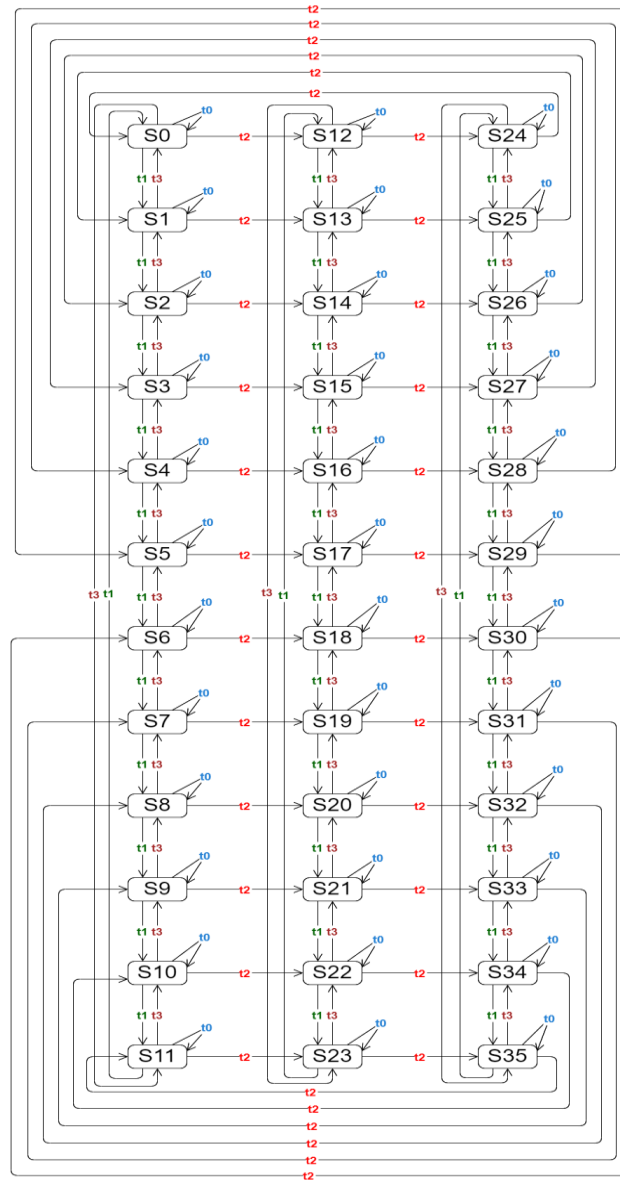 t2
t2
t2
t2
t2
t2
S0 t0 t2 S12 t0 t2 S24 t0
t1 t3 t1 t3 t1 t3
S1 t0 t2 S13 t0 t2 S25 t0
t1 t3 t1 t3 t1 t3
S2 t0 t2 S14 t0 t2 S26 t0
t1 t3 t1 t3 t1 t3
S3 t0 t2 S15 t0 t2 S27 t0
t1 t3 t1 t3 t1 t3
S4 t0 t2 S16 t0 t2 S28 t0
t1 t3 t1 t3 t1 t3
S5 t0 t2 S17 t0 t2 S29 t0
t3 t1 t1 t3 t3 t1 t1 t3 t3 t1 t1 t3
S6 t0 t2 S18 t0 t2 S30 t0
t1 t3 t1 t3 t1 t3
S7 t0 t2 S19 t0 t2 S31 t0
t1 t3 t1 t3 t1 t3
S8 t0 t2 S20 t0 t2 S32 t0
t1 t3 t1 t3 t1 t3
S9 t0 t2 S21 t0 t2 S33 t0
t1 t3 t1 t3 t1 t3
S10 t0 t2 S22 t0 t2 S34 t0
t1 t3 t1 t3 t1 t3
S11 t0 t2 S23 t0 t2 S35 t0
t2
t2
t2
t2
t2
t2